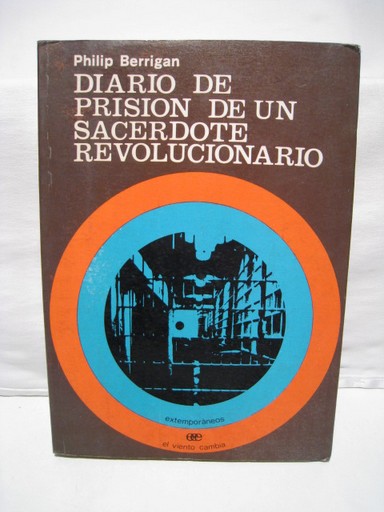 Philip Berrigan
DIARIO DE
PRISION DE UN
SACERDOTE
REVOLUCIONARIO
extemporáneos
el viento cambia